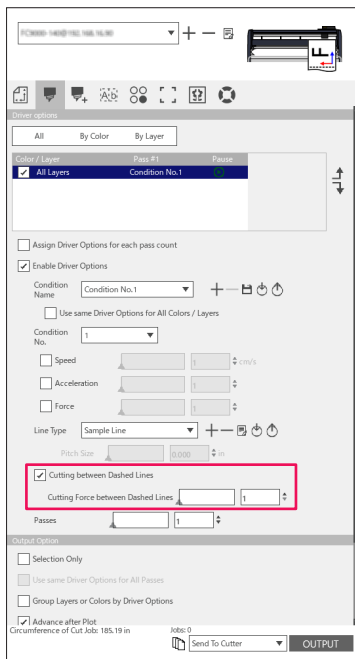 FC9000-140@192.168.16.90
A|b
Driver options
All By Color By Layer
Color / Layer Pass #1 Pause
All Layers Condition No.1
Assign Driver Options for each pass count
Enable Driver Options
Condition
Name
Condition No.1
Use same Driver Options for All Colors / Layers
Condition
No.
1
Speed 1 cm/s
Acceleration 1
Force 1
Line Type Sample Line
Pitch Size 0.000 in
Cutting between Dashed Lines
Cutting Force between Dashed Lines 1
Passes 1
Output Option
Selection Only
Use same Driver Options for All Passes
Group Layers or Colors by Driver Options
Advance after Plot
Circumference of Cut Job: 185.19 in Jobs: 0
Send To Cutter OUTPUT